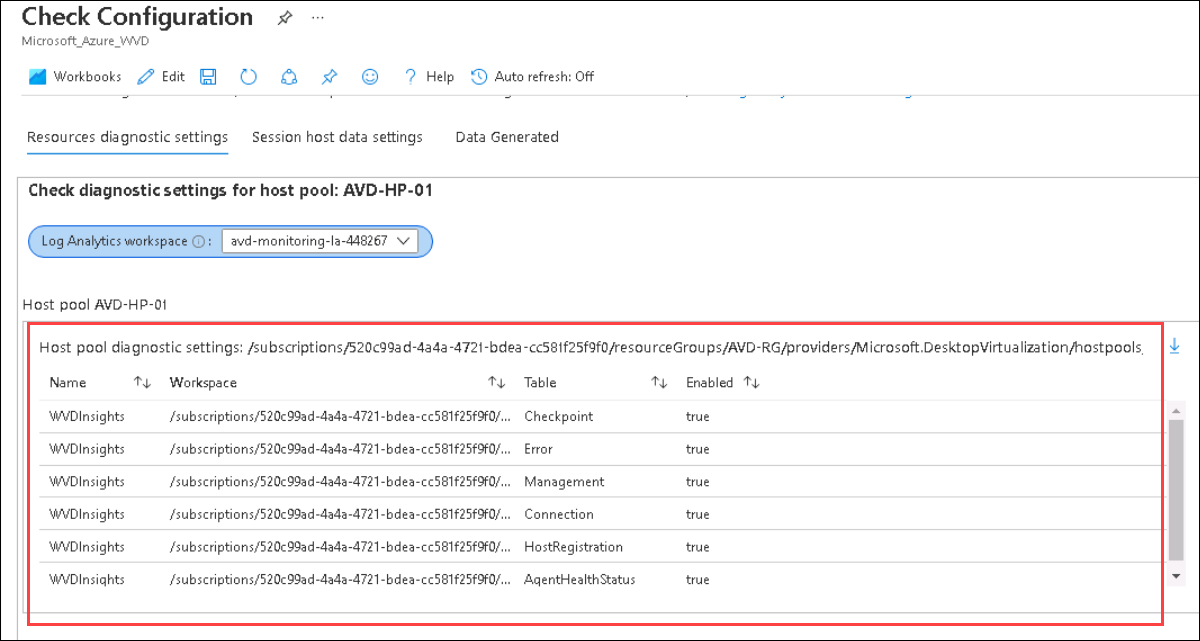 Check Configuration ...
Microsoft_Azure_WVD
Workbooks Edit ? Help Auto refresh: Off
Resources diagnostic settings Session host data settings Data Generated
Check diagnostic settings for host pool: AVD-HP-01
Log Analytics workspace : avd-monitoring-la-448267
Host pool AVD-HP-01
Host pool diagnostic settings: /subscriptions/520c99ad-4a4a-4721-bdea-cc581f25f9f0/resourceGroups/AVD-RG/providers/Microsoft.DesktopVirtualization/hostpools
Name Workspace Table Enabled
WVDInsights /subscriptions/520c99ad-4a4a-4721-bdea-cc581f25f9f0/... Checkpoint true
WVDInsights /subscriptions/520c99ad-4a4a-4721-bdea-cc581f25f9f0/... Error true
WVDInsights /subscriptions/520c99ad-4a4a-4721-bdea-cc581f25f9f0/... Management true
WVDInsights /subscriptions/520c99ad-4a4a-4721-bdea-cc581f25f9f0/... Connection true
WVDInsights /subscriptions/520c99ad-4a4a-4721-bdea-cc581f25f9f0/... HostRegistration true
WVDInsights /subscriptions/520c99ad-4a4a-4721-bdea-cc581f25f9f0/... AgentHealthStatus true